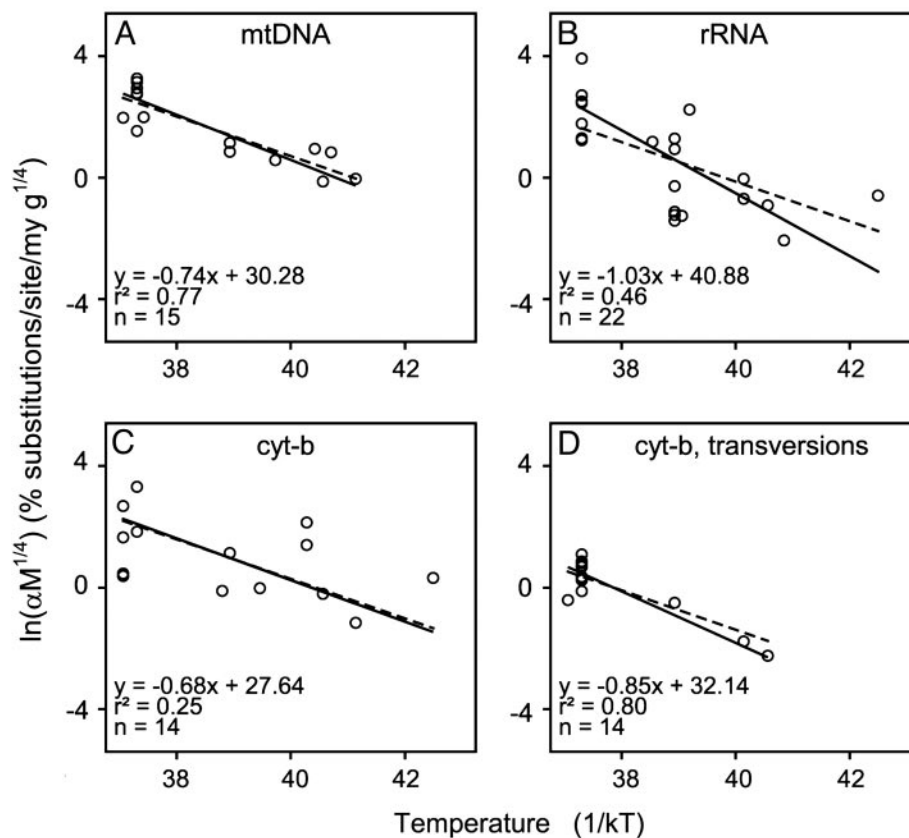 A
mtDNA
4
0
-4
y = -0.74x + 30.28
r² = 0.77
n = 15
38
40
42
B
rRNA
4
0
-4
y = -1.03x + 40.88
r² = 0.46
n = 22
38
40
42
C
cyt-b
4
0
-4
y = -0.68x + 27.64
r² = 0.25
n = 14
38
40
42
D
cyt-b, transversions
4
0
-4
y = -0.85x + 32.14
r² = 0.80
n = 14
38
40
42
ln(αM^1/4) (% substitutions/site/my g^1/4)
Temperature (1/kT)